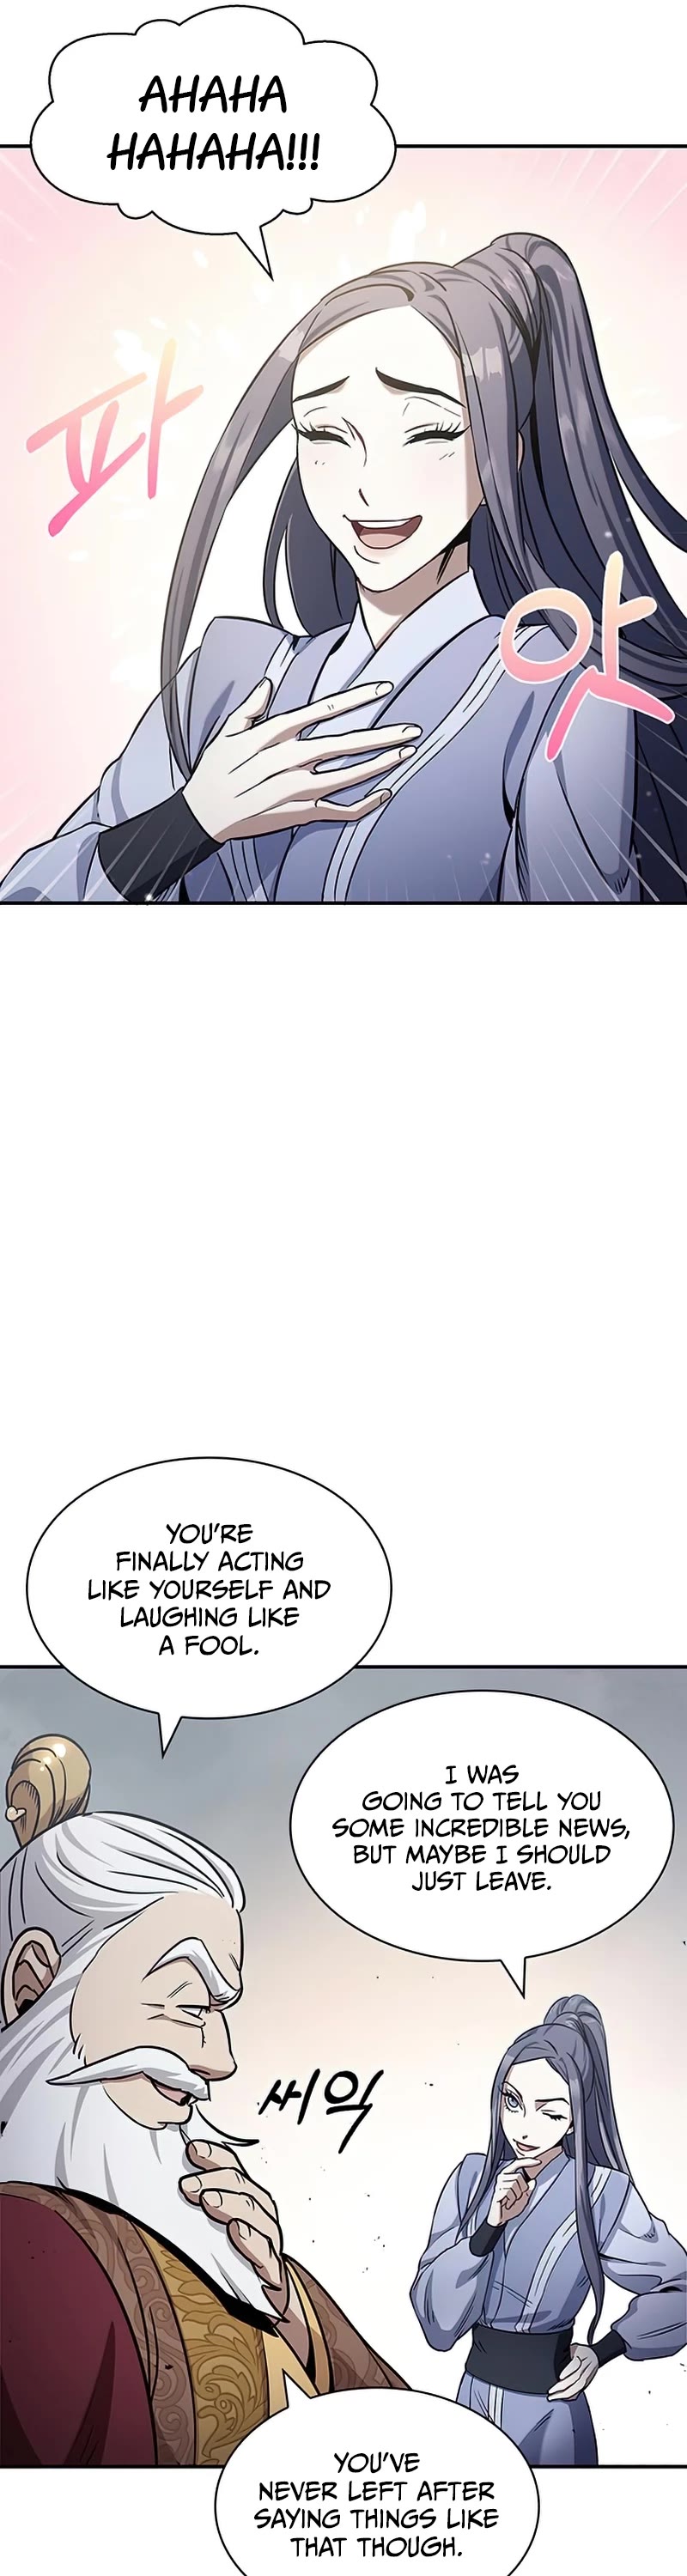 AHAHA
HAHAHA!!!
파
앗
YOU'RE
FINALLY ACTING
LIKE YOURSELF AND
LAUGHING LIKE
A FOOL.
I WAS
GOING TO TELL YOU
SOME INCREDIBLE NEWS,
BUT MAYBE I SHOULD
JUST LEAVE.
씨익
YOU'VE
NEVER LEFT AFTER
SAYING THINGS LIKE
THAT THOUGH.